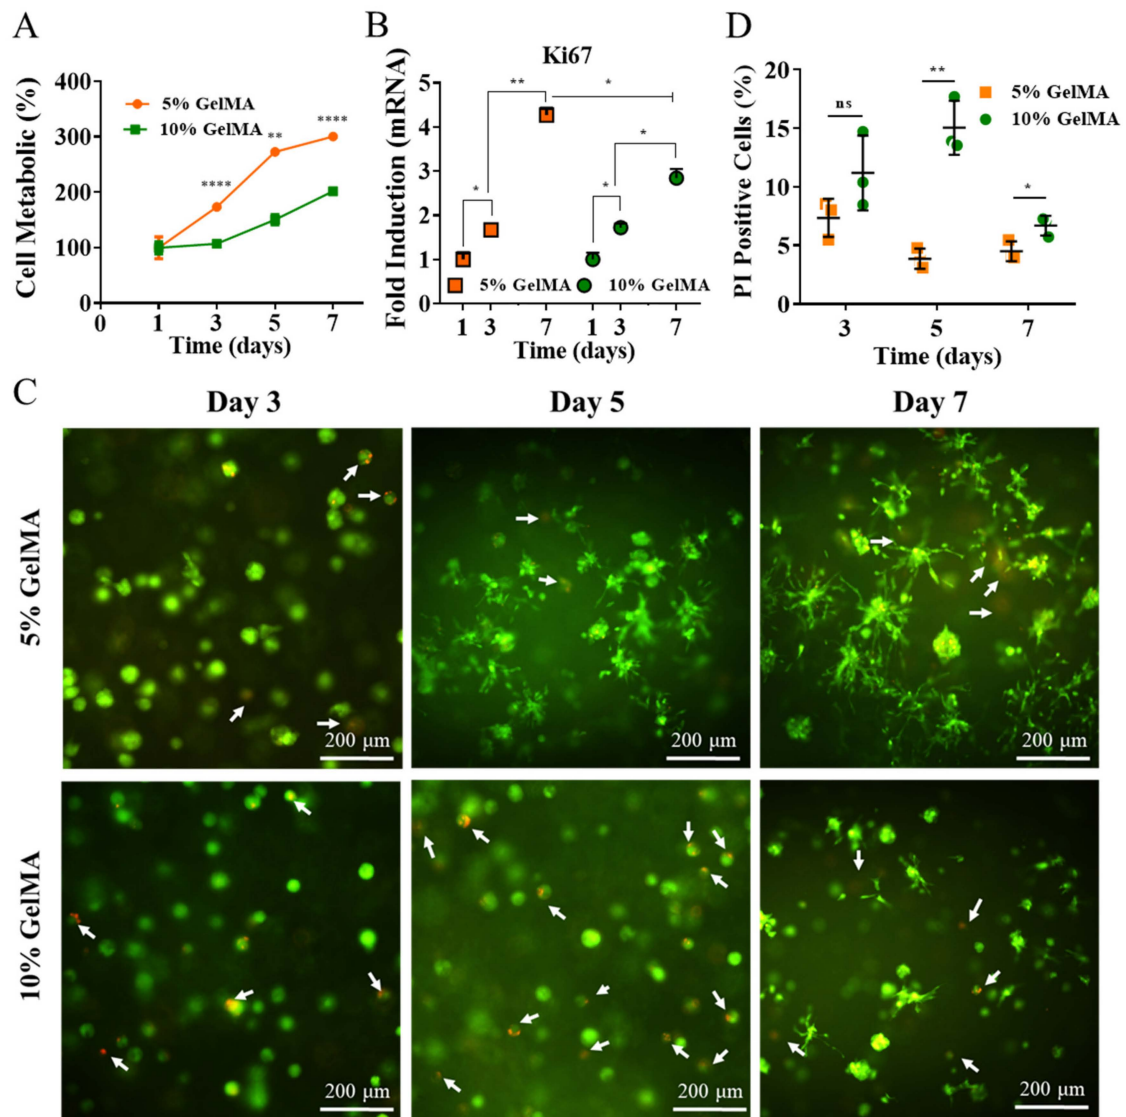 A
Cell Metabolic (%)
400
300
200
100
0
5% GelMA
10% GelMA
****
**
****
0 1 3 5 7
Time (days)
B
Ki67
Fold Induction (mRNA)
5
4
3
2
1
0
** *
* * *
5% GelMA 10% GelMA
1 3 7 1 3 7
Time (days)
D
PI Positive Cells (%)
20
15
10
5
0
ns
**
*
5% GelMA
10% GelMA
3 5 7
Time (days)
C
Day 3 Day 5 Day 7
5% GelMA
200 μm 200 μm 200 μm
10% GelMA
200 μm 200 μm 200 μm